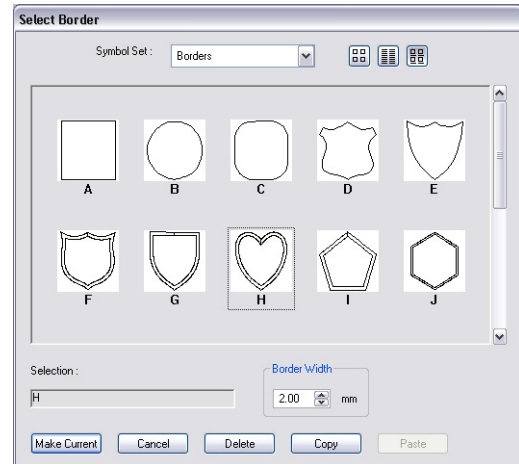 Select Border
Symbol Set : Borders
A B C D E
F G H I J
Selection :
H
Border Width
2.00 mm
Make Current Cancel Delete Copy Paste